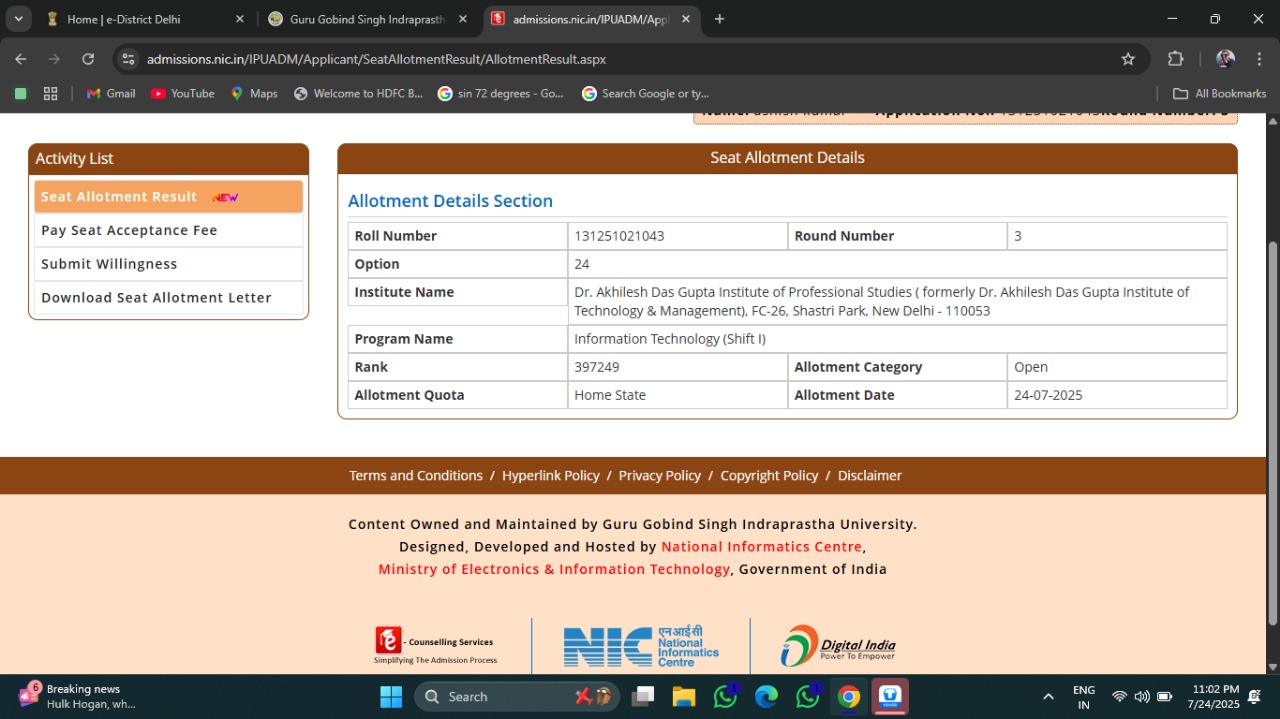 Home | e-District Delhi
Guru Gobind Singh Indraprasth
admissions.nic.in/IPUADM/Appl
admissions.nic.in/IPUADM/Applicant/SeatAllotmentResult/AllotmentResult.aspx
Gmail
YouTube
Maps
Welcome to HDFC B...
sin 72 degrees - Go...
Search Google or ty...
All Bookmarks
Activity List
Seat Allotment Result NEW
Pay Seat Acceptance Fee
Submit Willingness
Download Seat Allotment Letter
Seat Allotment Details
Allotment Details Section
Roll Number 131251021043 Round Number 3
Option 24
Institute Name Dr. Akhilesh Das Gupta Institute of Professional Studies ( formerly Dr. Akhilesh Das Gupta Institute of
Technology & Management), FC-26, Shastri Park, New Delhi - 110053
Program Name Information Technology (Shift I)
Rank 397249 Allotment Category Open
Allotment Quota Home State Allotment Date 24-07-2025
Terms and Conditions / Hyperlink Policy / Privacy Policy / Copyright Policy / Disclaimer
Content Owned and Maintained by Guru Gobind Singh Indraprastha University.
Designed, Developed and Hosted by National Informatics Centre,
Ministry of Electronics & Information Technology, Government of India
e - Counselling Services
Simplifying The Admission Process
NIC
एन आई सी
National
Informatics
Centre
Digital India
Power To Empower
6
Breaking news
Hulk Hogan, wh...
Search
1
1
ENG
IN
11:02 PM
7/24/2025